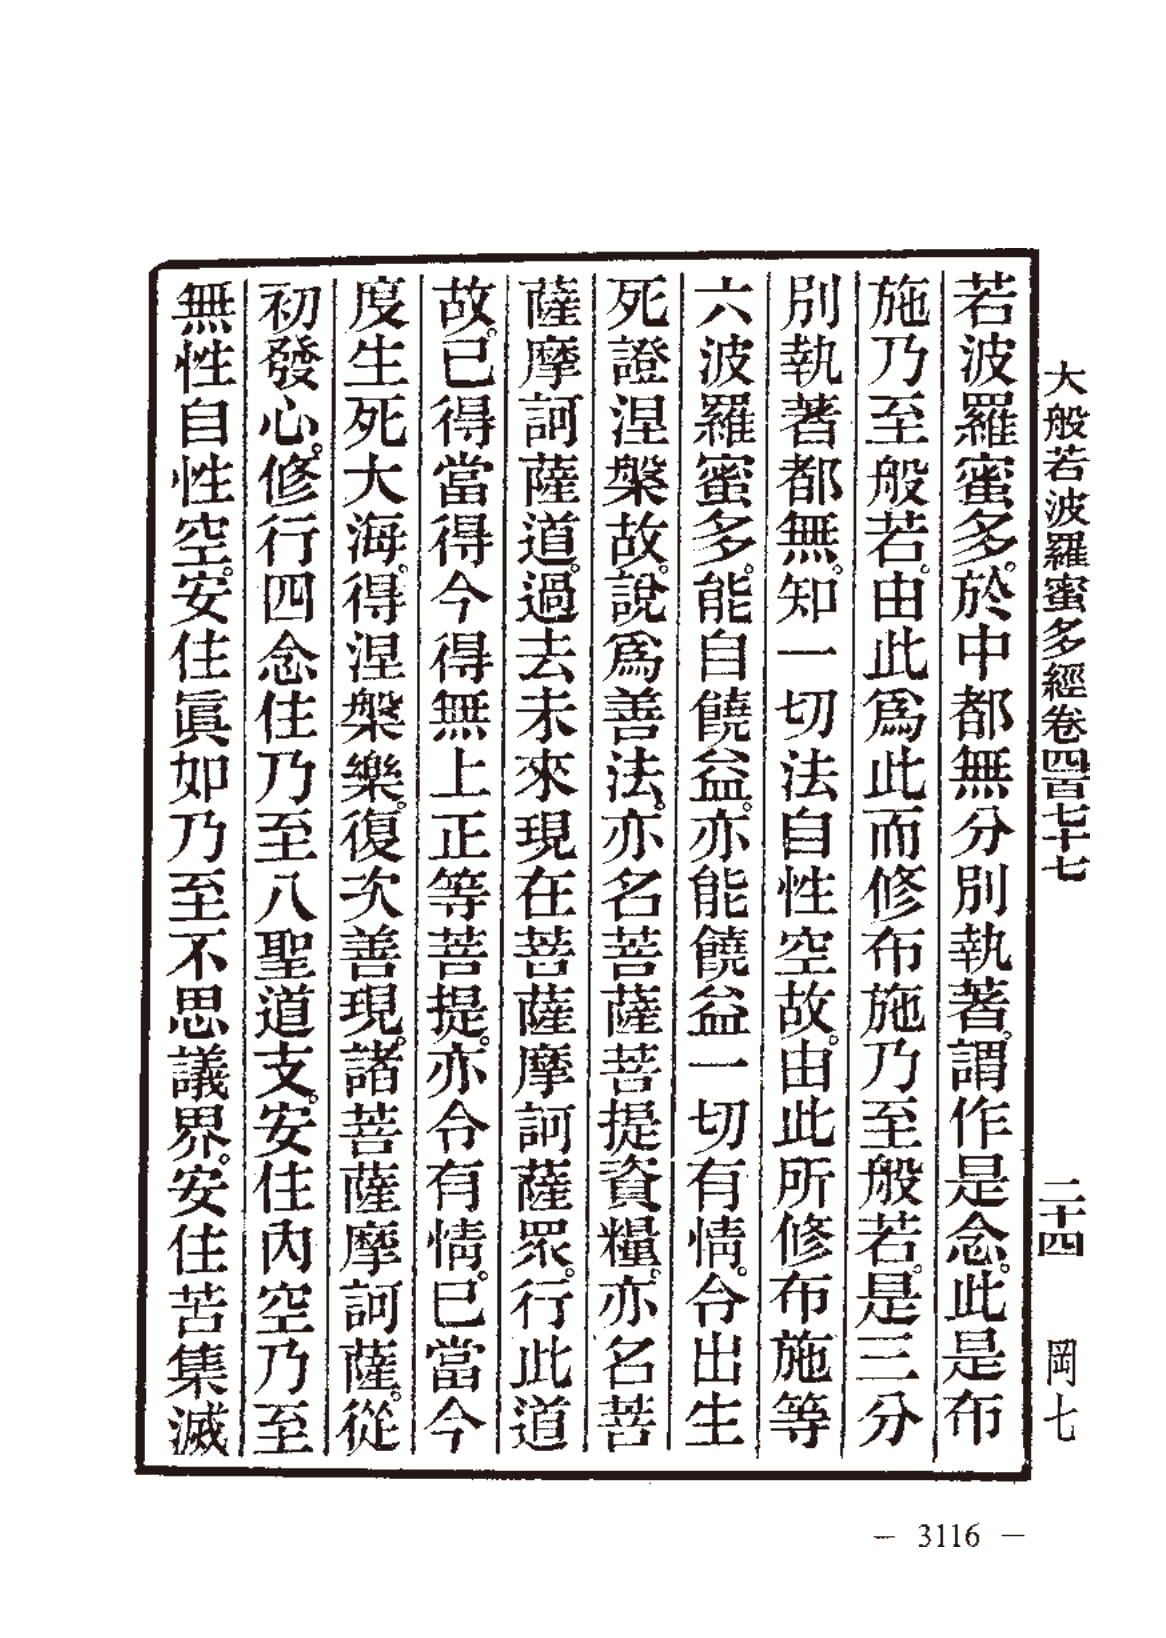 大般若波羅蜜多經卷四百七十七　二十四　岡七
若波羅蜜多。於中都無分別執著。謂作是念。此是布
施乃至般若。由此爲此而修布施乃至般若。是三分
別執著都無。知一切法自性空故。由此所修布施等
六波羅蜜多。能自饒益。亦能饒益一切有情。令出生
死證涅槃故。說爲善法。亦名菩薩菩提資糧。亦名菩
薩摩訶薩道。過去未來現在菩薩摩訶薩眾。行此道
故。已得當得今得無上正等菩提。亦令有情。已當今
度生死大海。得涅槃樂。復次善現。諸菩薩摩訶薩。從
初發心。修行四念住乃至八聖道支。安住內空乃至
無性自性空。安住眞如乃至不思議界。安住苦集滅
— 3116 —